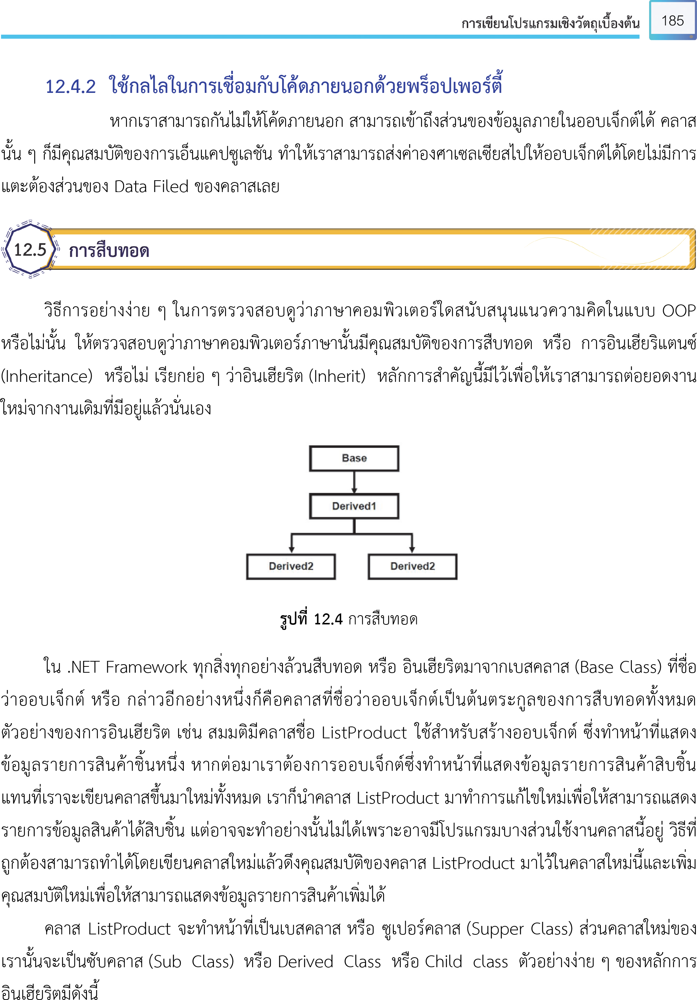 การเขียนโปรแกรมเชิงวัตถุเบื้องต้น
185
12.4.2 ใช้กลไลในการเชื่อมกับโค้ดภายนอกด้วยพร็อปเพอร์ตี้
หากเราสามารถกันไม่ให้โค้ดภายนอก สามารถเข้าถึงส่วนของข้อมูลภายในออบเจ็กต์ได้ คลาส
นั้น ๆ ก็มีคุณสมบัติของการเอ็นแคปซูเลชัน ทำให้เราสามารถส่งค่าองศาเซลเซียสไปให้ออบเจ็กต์ได้โดยไม่มีการ
แตะต้องส่วนของ Data Filed ของคลาสเลย
12.5 การสืบทอด
วิธีการอย่างง่าย ๆ ในการตรวจสอบดูว่าภาษาคอมพิวเตอร์ใดสนับสนุนแนวความคิดในแบบ OOP
หรือไม่นั้น ให้ตรวจสอบดูว่าภาษาคอมพิวเตอร์ภาษานั้นมีคุณสมบัติของการสืบทอด หรือ การอินเฮียริแตนซ์
(Inheritance) หรือไม่ เรียกย่อ ๆ ว่าอินเฮียริต (Inherit) หลักการสำคัญนี้มีไว้เพื่อให้เราสามารถต่อยอดงาน
ใหม่จากงานเดิมที่มีอยู่แล้วนั่นเอง
Base
Derived1
Derived2 Derived2
รูปที่ 12.4 การสืบทอด
ใน .NET Framework ทุกสิ่งทุกอย่างล้วนสืบทอด หรือ อินเฮียริตมาจากเบสคลาส (Base Class) ที่ชื่อ
ว่าออบเจ็กต์ หรือ กล่าวอีกอย่างหนึ่งก็คือคลาสที่ชื่อว่าออบเจ็กต์เป็นต้นตระกูลของการสืบทอดทั้งหมด
ตัวอย่างของการอินเฮียริต เช่น สมมติมีคลาสชื่อ ListProduct ใช้สำหรับสร้างออบเจ็กต์ ซึ่งทำหน้าที่แสดง
ข้อมูลรายการสินค้าชิ้นหนึ่ง หากต่อมาเราต้องการออบเจ็กต์ซึ่งทำหน้าที่แสดงข้อมูลรายการสินค้าสิบชิ้น
แทนที่เราจะเขียนคลาสขึ้นมาใหม่ทั้งหมด เราก็นำคลาส ListProduct มาทำการแก้ไขใหม่เพื่อให้สามารถแสดง
รายการข้อมูลสินค้าได้สิบชิ้น แต่อาจจะทำอย่างนั้นไม่ได้เพราะอาจมีโปรแกรมบางส่วนใช้งานคลาสนี้อยู่ วิธีที่
ถูกต้องสามารถทำได้โดยเขียนคลาสใหม่แล้วดึงคุณสมบัติของคลาส ListProduct มาไว้ในคลาสใหม่นี้และเพิ่ม
คุณสมบัติใหม่เพื่อให้สามารถแสดงข้อมูลรายการสินค้าเพิ่มได้
คลาส ListProduct จะทำหน้าที่เป็นเบสคลาส หรือ ซูเปอร์คลาส (Supper Class) ส่วนคลาสใหม่ของ
เรานั้นจะเป็นซับคลาส (Sub Class) หรือ Derived Class หรือ Child class ตัวอย่างง่าย ๆ ของหลักการ
อินเฮียริตมีดังนี้